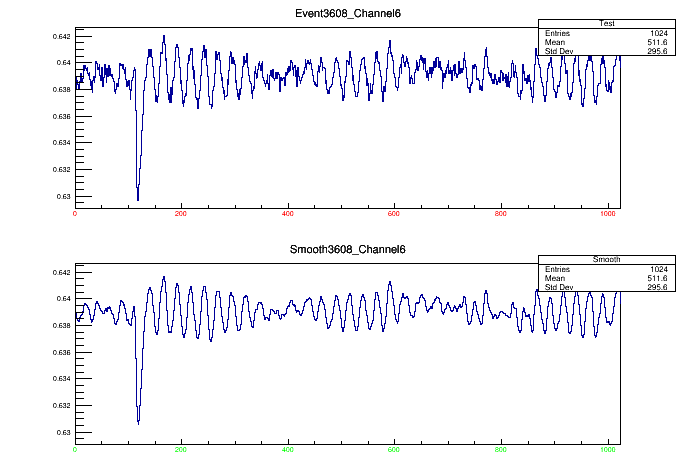 Event3608_Channel6
Test
Entries 1024
Mean 511.6
Std Dev 295.6
0.642
0.64
0.638
0.636
0.634
0.632
0.63
0 200 400 600 800 1000
Smooth3608_Channel6
Smooth
Entries 1024
Mean 511.6
Std Dev 295.6
0.642
0.64
0.638
0.636
0.634
0.632
0.63
0 200 400 600 800 1000